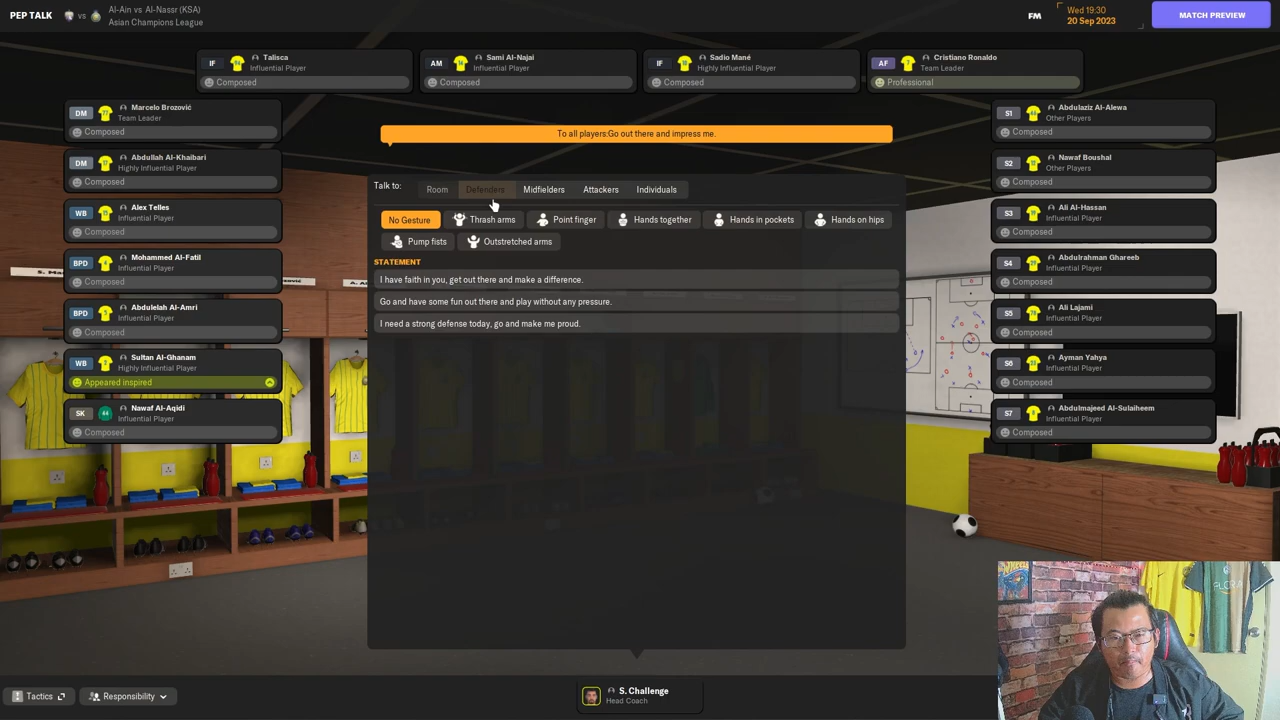 PEP TALK
Al-Ain vs Al-Nassr (KSA)
Asian Champions League
vs
FM
Wed 19:30
20 Sep 2023
MATCH PREVIEW
IF Talisca
Influential Player
Composed
AM Sami Al-Najai
Influential Player
Composed
IF Sadio Mané
Highly Influential Player
Composed
AF Cristiano Ronaldo
Team Leader
Professional
DM Marcelo Brozović
Team Leader
Composed
DM Abdullah Al-Khaibari
Highly Influential Player
Composed
WB Alex Telles
Influential Player
Composed
BPD Mohammed Al-Fatil
Influential Player
Composed
BPD Abdulelah Al-Amri
Influential Player
Composed
WB Sultan Al-Ghanam
Highly Influential Player
Appeared inspired
SK 44 Nawaf Al-Aqidi
Influential Player
Composed
To all players:Go out there and impress me.
Talk to: Room Defenders Midfielders Attackers Individuals
No Gesture Thrash arms Point finger Hands together Hands in pockets Hands on hips
Pump fists Outstretched arms
STATEMENT
I have faith in you, get out there and make a difference.
Go and have some fun out there and play without any pressure.
I need a strong defense today, go and make me proud.
S1 Abdulaziz Al-Alewa
Other Players
Composed
S2 Nawaf Boushal
Other Players
Composed
S3 Ali Al-Hassan
Influential Player
Composed
S4 Abdulrahman Ghareeb
Influential Player
Composed
S5 Ali Lajami
Influential Player
Composed
S6 Ayman Yahya
Influential Player
Composed
S7 Abdulmajeed Al-Sulaiheem
Influential Player
Composed
Tactics Responsibility
S. Challenge
Head Coach